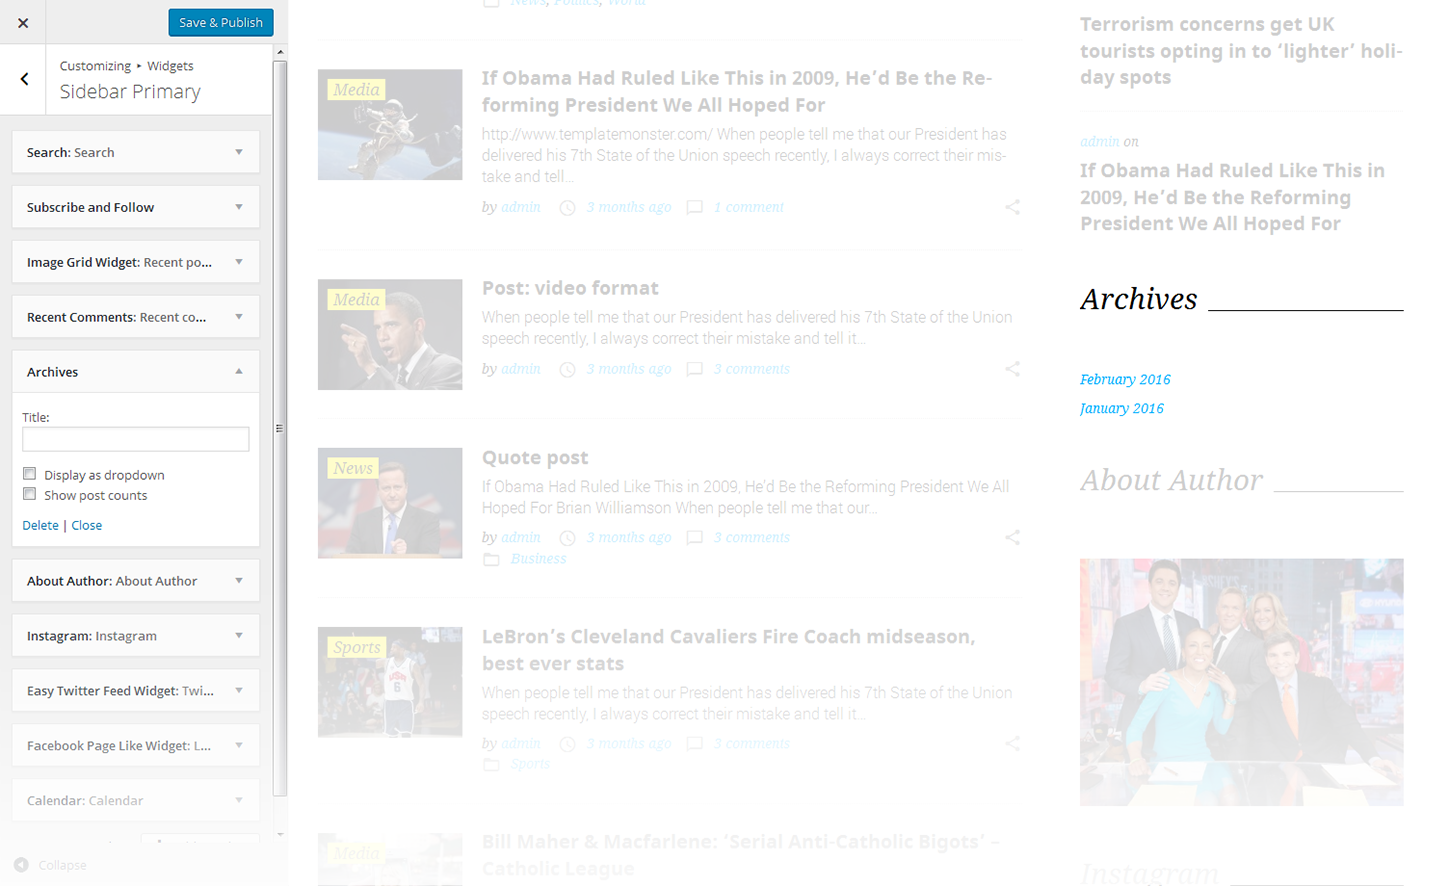 Save & Publish
Customizing ▸ Widgets
Sidebar Primary
Search: Search
Subscribe and Follow
Image Grid Widget: Recent po...
Recent Comments: Recent co...
Archives
Title:
Display as dropdown
Show post counts
Delete | Close
About Author: About Author
Instagram: Instagram
Easy Twitter Feed Widget: Twi...
Facebook Page Like Widget: L...
Calendar: Calendar
Collapse
News, Politics, World
Media
If Obama Had Ruled Like This in 2009, He’d Be the Re-
forming President We All Hoped For
http://www.templatemonster.com/ When people tell me that our President has
delivered his 7th State of the Union speech recently, I always correct their mis-
take and tell...
by admin 3 months ago 1 comment
Media
Post: video format
When people tell me that our President has delivered his 7th State of the Union
speech recently, I always correct their mistake and tell it...
by admin 3 months ago 3 comments
News
Quote post
If Obama Had Ruled Like This in 2009, He’d Be the Reforming President We All
Hoped For Brian Williamson When people tell me that our...
by admin 3 months ago 3 comments
Business
Sports
LeBron’s Cleveland Cavaliers Fire Coach midseason,
best ever stats
When people tell me that our President has delivered his 7th State of the Union
speech recently, I always correct their mistake and tell it...
by admin 3 months ago 3 comments
Sports
Media
Bill Maher & Macfarlene: ‘Serial Anti-Catholic Bigots’ –
Catholic League
Terrorism concerns get UK
tourists opting in to ‘lighter’ holi-
day spots
admin on
If Obama Had Ruled Like This in
2009, He’d Be the Reforming
President We All Hoped For
Archives
February 2016
January 2016
About Author
Instagram